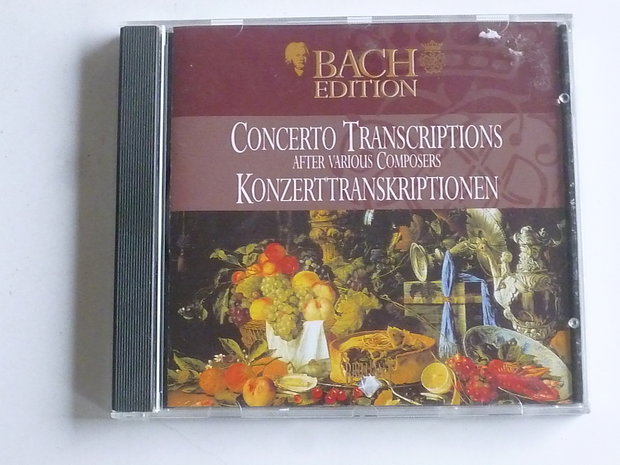 BACH
EDITION
CONCERTO TRANSCRIPTIONS
AFTER VARIOUS COMPOSERS
KONZERTTRANSKRIPTIONEN